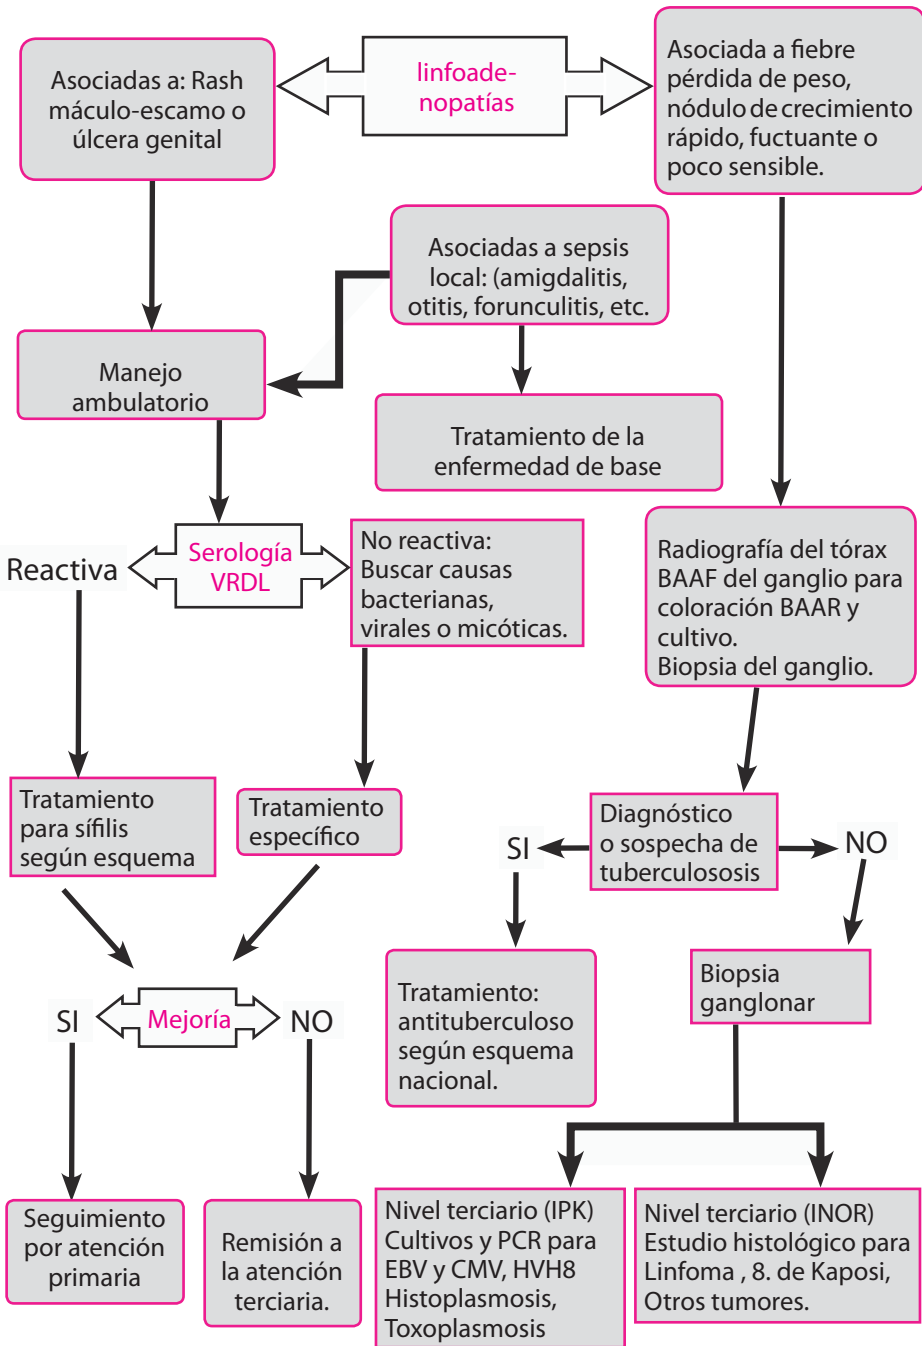 linfoade-
nopatías
Asociadas a: Rash
máculo-escamo o
úlcera genital
Asociada a fiebre
pérdida de peso,
nódulo de crecimiento
rápido, fuctuante o
poco sensible.
Asociadas a sepsis
local: (amigdalitis,
otitis, forunculitis, etc.
Manejo
ambulatorio
Tratamiento de la
enfermedad de base
Serología
VRDL
Reactiva
No reactiva:
Buscar causas
bacterianas,
virales o micóticas.
Radiografía del tórax
BAAF del ganglio para
coloración BAAR y
cultivo.
Biopsia del ganglio.
Tratamiento
para sífilis
según esquema
Tratamiento
específico
Diagnóstico
o sospecha de
tuberculososis
SI
NO
Tratamiento:
antituberculoso
según esquema
nacional.
Biopsia
ganglonar
Mejoría
SI
NO
Seguimiento
por atención
primaria
Remisión a
la atención
terciaria.
Nivel terciario (IPK)
Cultivos y PCR para
EBV y CMV, HVH8
Histoplasmosis,
Toxoplasmosis
Nivel terciario (INOR)
Estudio histológico para
Linfoma , 8. de Kaposi,
Otros tumores.